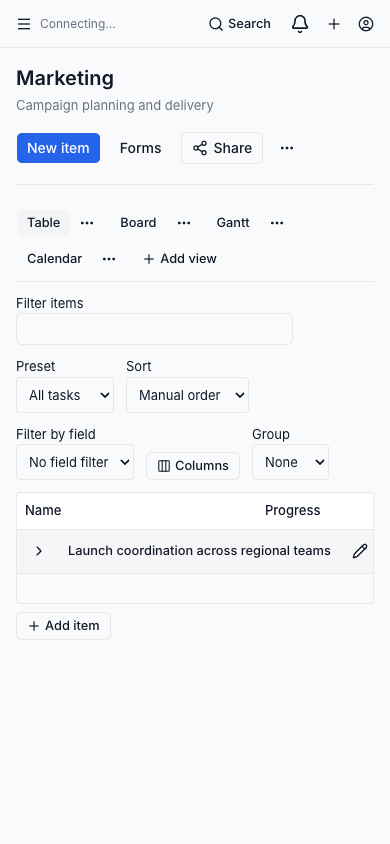 Connecting...
Search
Marketing
Campaign planning and delivery
New item
Forms
Share
Table
Board
Gantt
Calendar
Add view
Filter items
Preset
Sort
All tasks
Manual order
Filter by field
Group
No field filter
Columns
None
Name
Progress
Launch coordination across regional teams
Add item